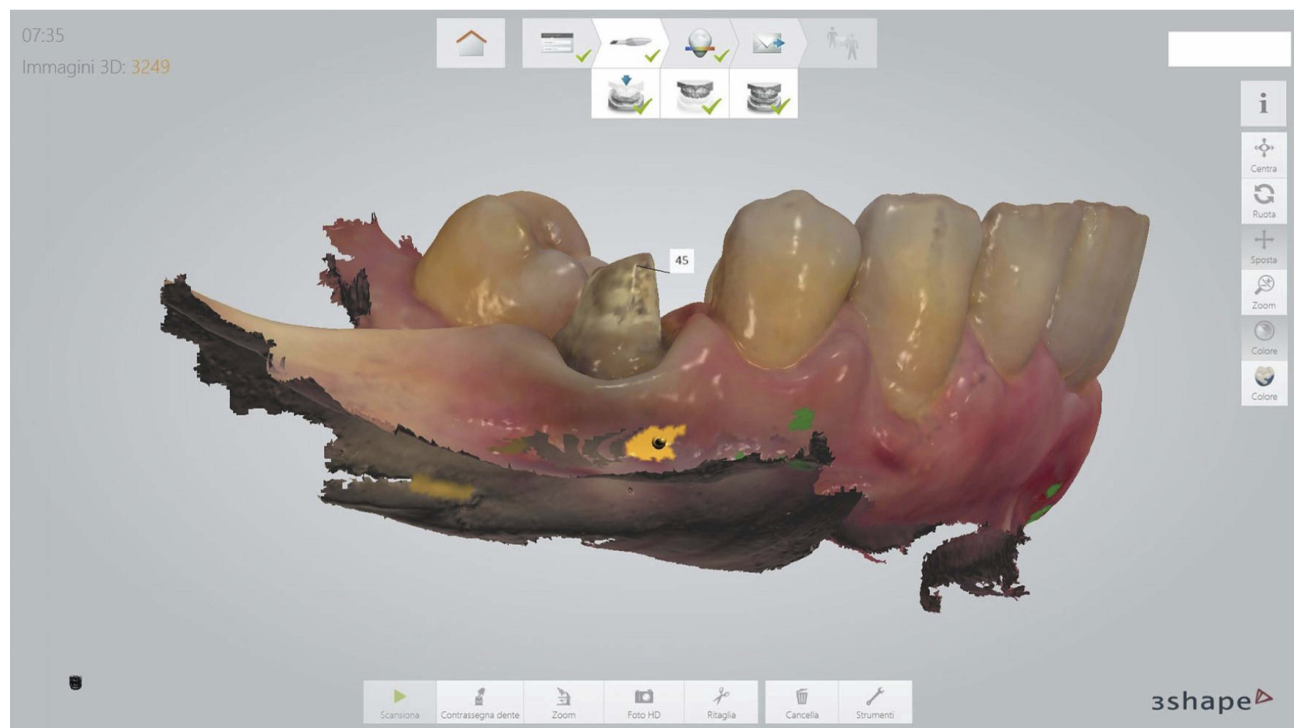 07:35
Immagini 3D: 3249
i
Centra
Ruota
Sposta
Zoom
Colore
Colore
45
Scansiona
Contrassegna dente
Zoom
Foto HD
Ritaglia
Cancella
Strumenti
3shape